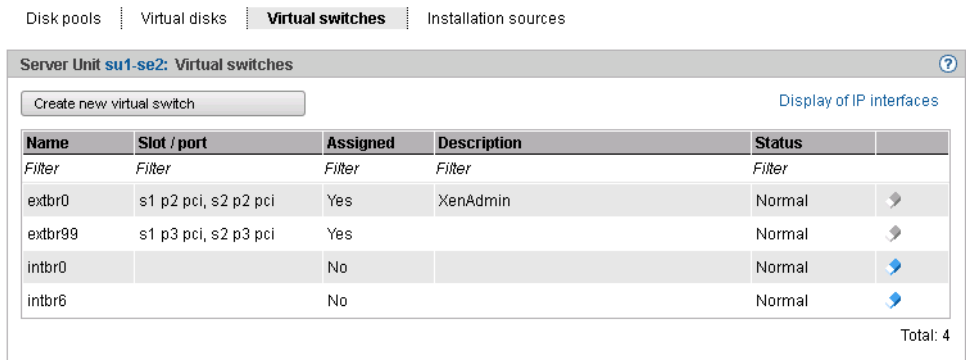 Disk pools Virtual disks Virtual switches Installation sources
Server Unit su1-se2: Virtual switches ?
Create new virtual switch Display of IP interfaces
Name Slot / port Assigned Description Status
Filter Filter Filter Filter Filter
extbr0 s1 p2 pci, s2 p2 pci Yes XenAdmin Normal
extbr99 s1 p3 pci, s2 p3 pci Yes Normal
intbr0 No Normal
intbr6 No Normal
Total: 4